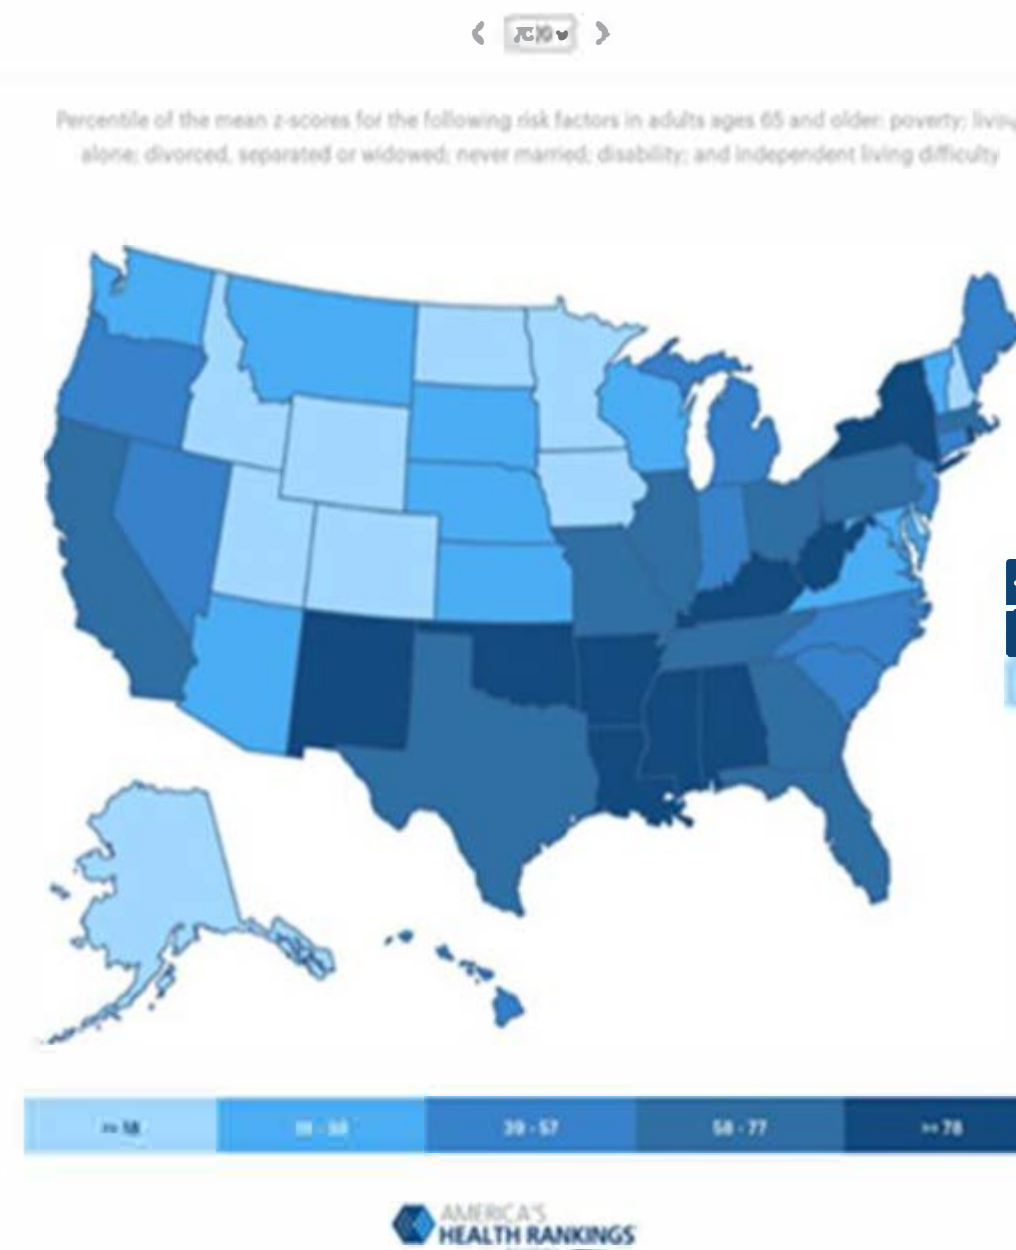 Percentile of the mean z-scores for the following risk factors in adults ages 65 and older: poverty; living
alone; divorced, separated or widowed; never married; disability; and independent living difficulty
39 - 57
58 - 77
>= 78
AMERICA'S
HEALTH RANKINGS